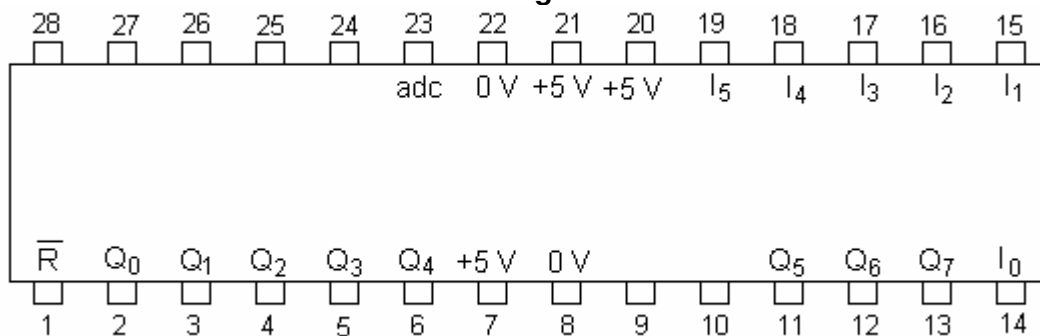 28 27 26 25 24 23 22 21 20 19 18 17 16 15
adc 0 V +5 V +5 V I₅ I₄ I₃ I₂ I₁
R̅ Q₀ Q₁ Q₂ Q₃ Q₄ +5 V 0 V Q₅ Q₆ Q₇ I₀
1 2 3 4 5 6 7 8 9 10 11 12 13 14